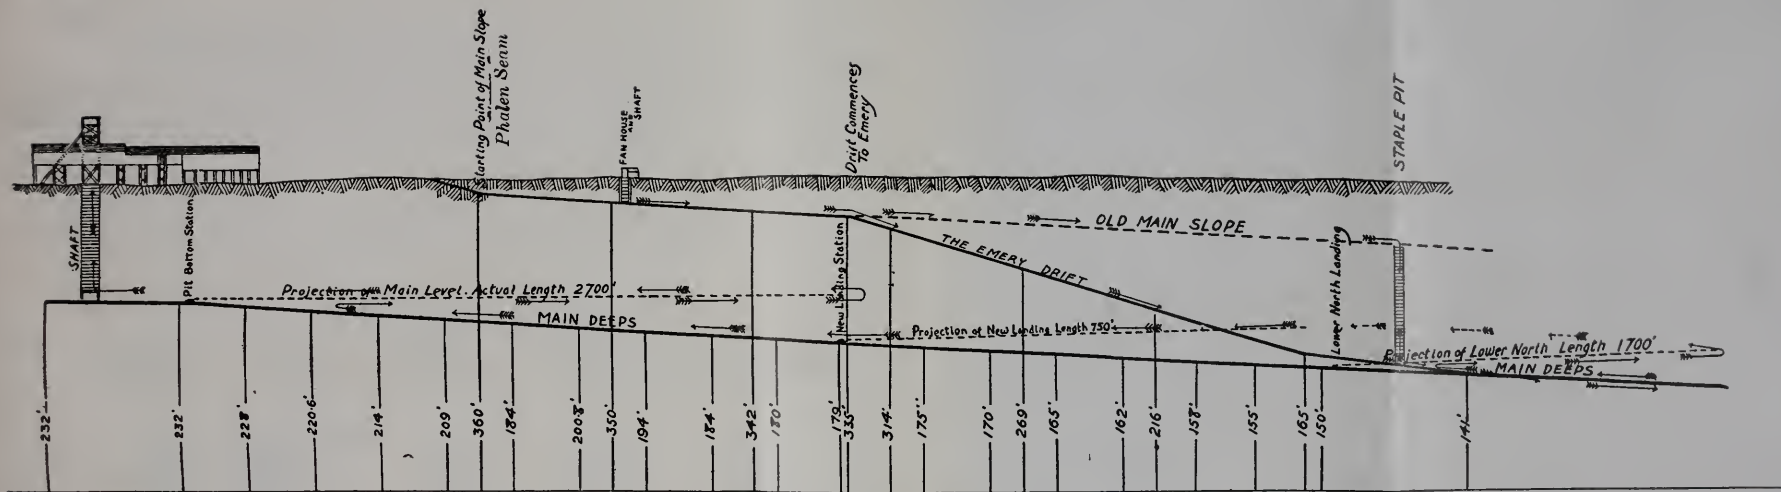 Starting Point of Main Slope
Phalen Seam
FAN HOUSE
AND
SHAFT
Drift Commences
To Emery
STAPLE PIT
SHAFT
Pit Bottom Station
New Landing Station
Lower North Landing
OLD MAIN SLOPE
THE EMERY DRIFT
Projection of Main Level. Actual Length 2700'
MAIN DEEPS
Projection of New Landing Length 750'
Projection of Lower North Length 1700'
MAIN DEEPS
232'
232'
228'
220.6'
214'
209'
360'
184'
200.8'
350'
194'
184'
342'
180'
179'
335'
314'
175'
170'
269'
165'
162'
216'
158'
155'
165'
150'
141'